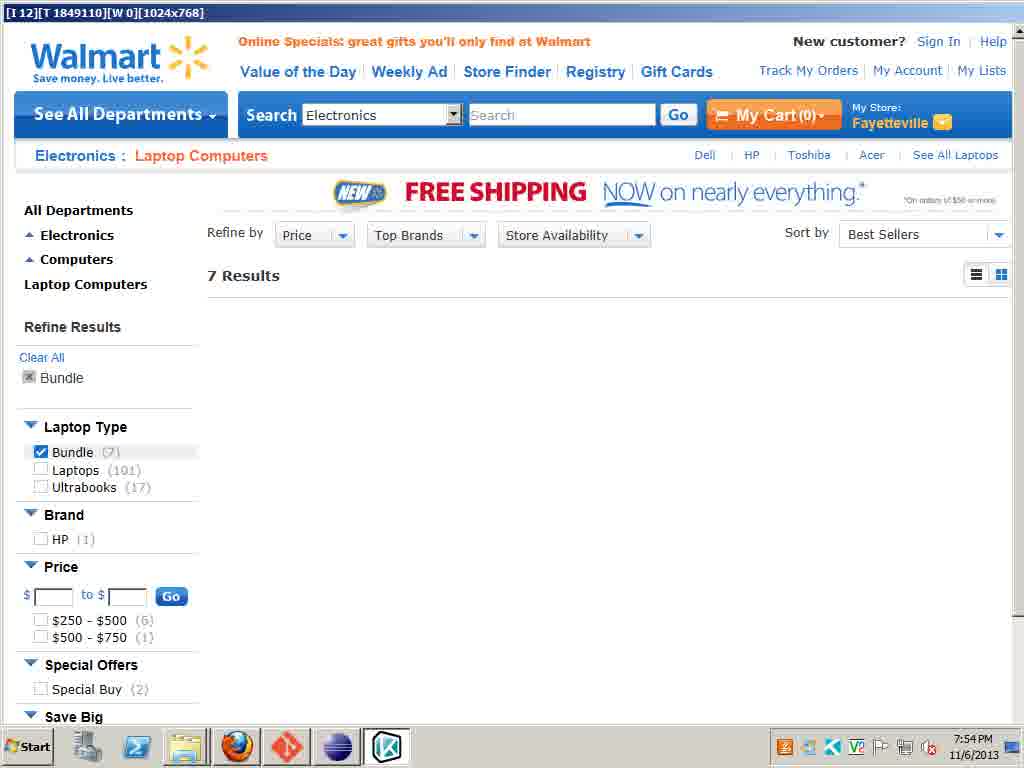 [I 12][T 1849110][W 0][1024x768]
Walmart
Save money. Live better.
Online Specials: great gifts you'll only find at Walmart
New customer? Sign In Help
Value of the Day Weekly Ad Store Finder Registry Gift Cards
Track My Orders My Account My Lists
See All Departments
Search Electronics Search Go
My Cart (0)
My Store:
Fayetteville
Electronics : Laptop Computers
Dell HP Toshiba Acer See All Laptops
NEW FREE SHIPPING NOW on nearly everything.*
*On orders of $50 or more.
All Departments
Electronics
Computers
Laptop Computers
Refine by Price Top Brands Store Availability
Sort by Best Sellers
7 Results
Refine Results
Clear All
Bundle
Laptop Type
Bundle (7)
Laptops (191)
Ultrabooks (17)
Brand
HP (1)
Price
$ to $ Go
$250 - $500 (6)
$500 - $750 (1)
Special Offers
Special Buy (2)
Save Big
Start
7:54 PM
11/6/2013